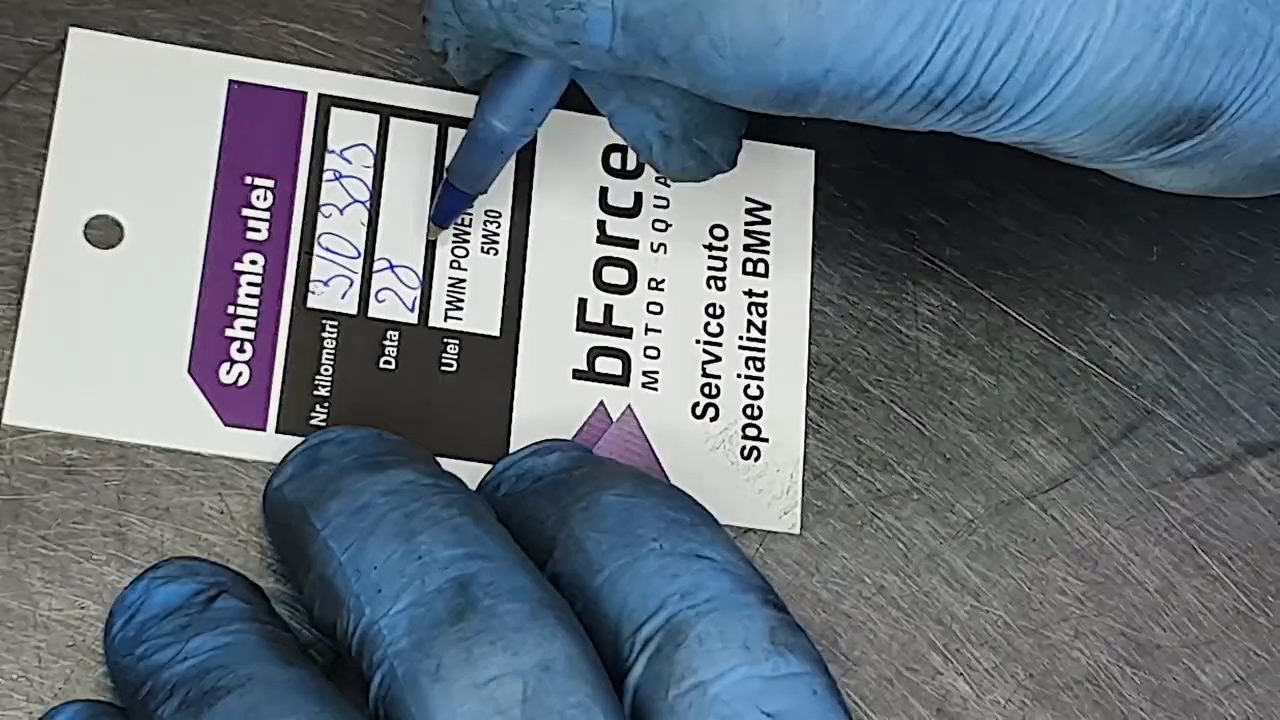 Schimb ulei
Nr. kilometri 310385
Data 28
Ulei TWIN POWER
5W30
bForce
MOTOR SQUA
Service auto
specializat BMW